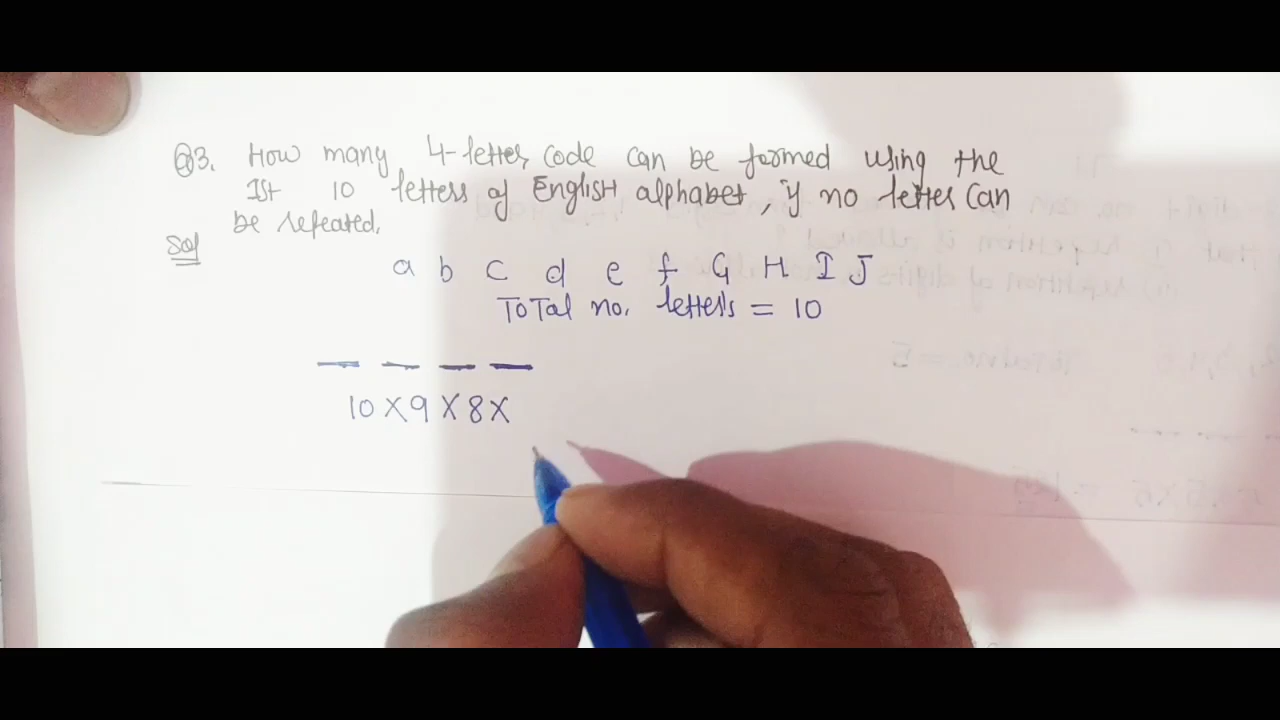 Q3. How many 4-letter code can be formed using the
1st 10 letters of English alphabet, if no letter can
be repeated.
Sol
a b c d e f G H I J
Total no. letters = 10
10 X 9 X 8 X